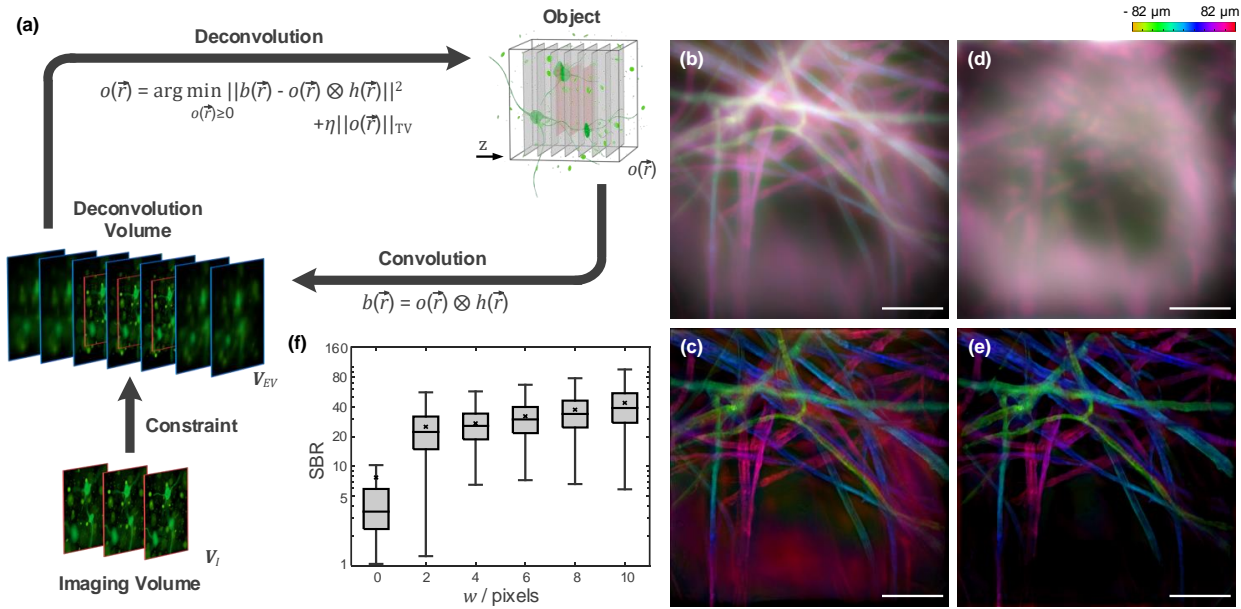 (a)
Deconvolution
o(r⃗) = arg min ||b(r⃗) - o(r⃗) ⊗ h(r⃗)||²
o(r⃗)≥0
+η||o(r⃗)||TV
Object
z
o(r⃗)
Deconvolution
Volume
Convolution
b(r⃗) = o(r⃗) ⊗ h(r⃗)
V_EV
Constraint
V_I
Imaging Volume
(f)
SBR
160
80
40
20
10
5
1
0 2 4 6 8 10
w / pixels
- 82 µm 82 µm
(b)
(d)
(c)
(e)